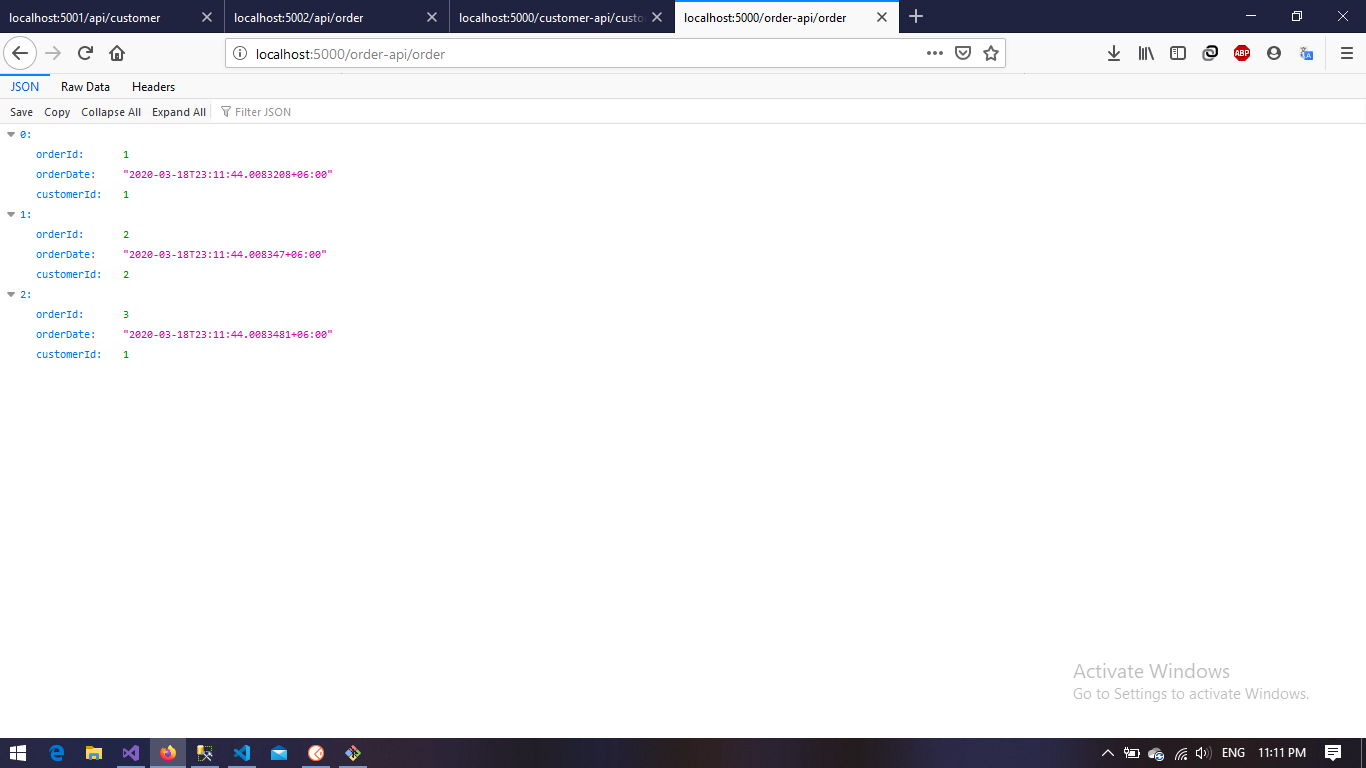 localhost:5001/api/customer localhost:5002/api/order localhost:5000/customer-api/custo localhost:5000/order-api/order
localhost:5000/order-api/order ABP
JSON Raw Data Headers
Save Copy Collapse All Expand All Filter JSON
0:
orderId: 1
orderDate: "2020-03-18T23:11:44.0083208+06:00"
customerId: 1
1:
orderId: 2
orderDate: "2020-03-18T23:11:44.008347+06:00"
customerId: 2
2:
orderId: 3
orderDate: "2020-03-18T23:11:44.0083481+06:00"
customerId: 1
Activate Windows
Go to Settings to activate Windows.
ENG 11:11 PM